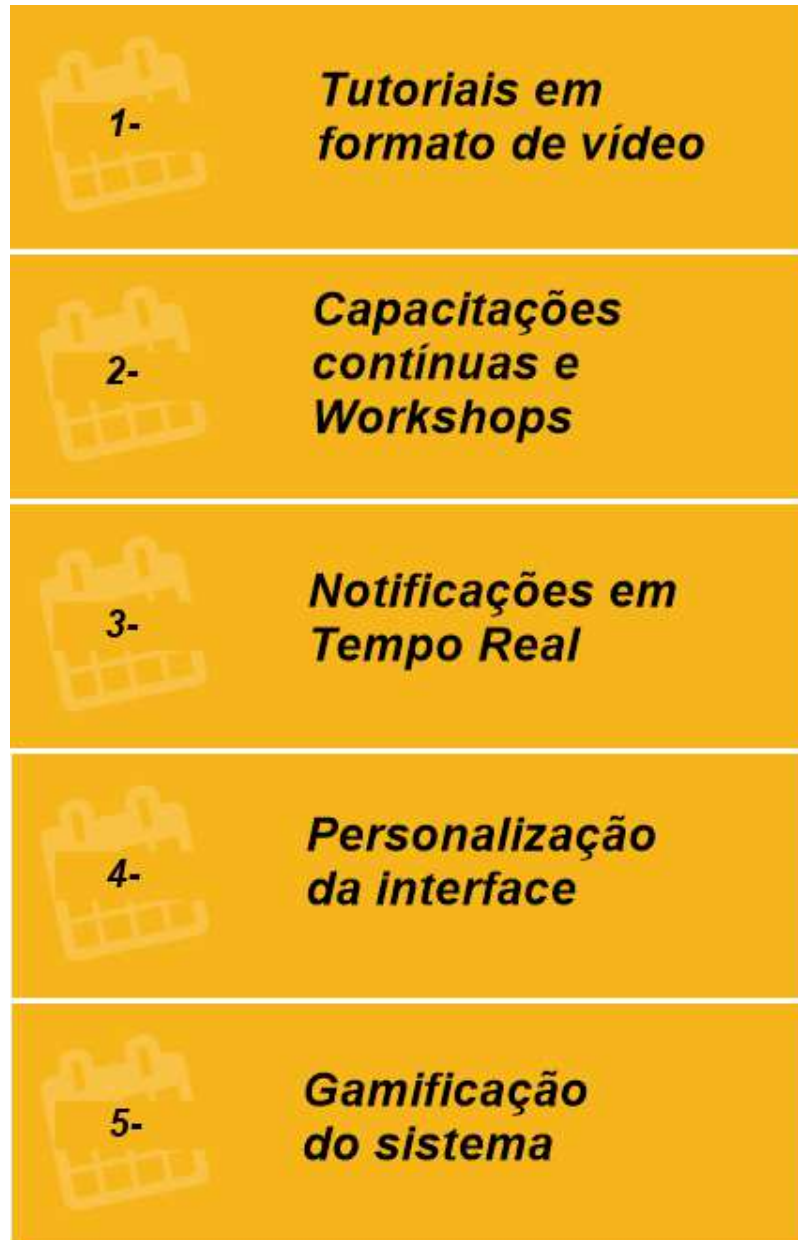 1-
Tutoriais em
formato de vídeo
2-
Capacitações
contínuas e
Workshops
3-
Notificações em
Tempo Real
4-
Personalização
da interface
5-
Gamificação
do sistema